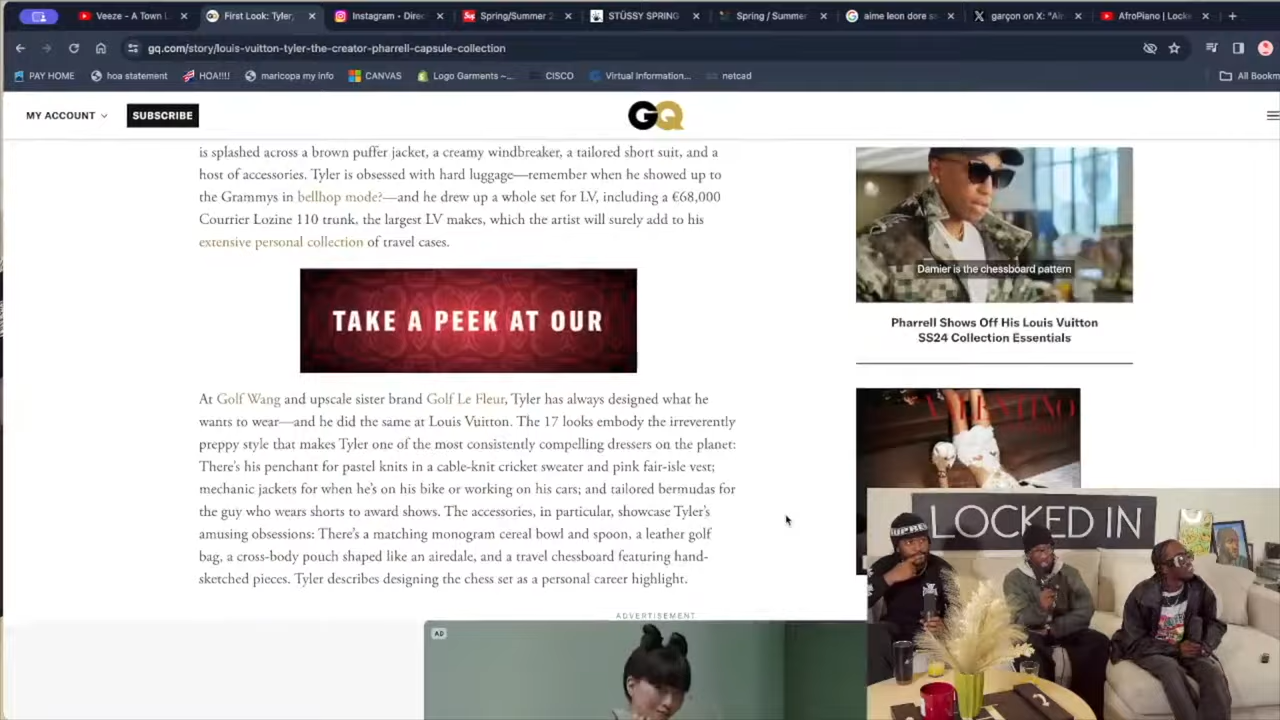 Veeze - A Town L
First Look: Tyler,
Instagram · Direc
Spring/Summer 2
STÜSSY SPRING
Spring / Summer
aime leon dore s
garçon on X: "Ai
AfroPiano | Lock
gq.com/story/louis-vuitton-tyler-the-creator-pharrell-capsule-collection
PAY HOME
hoa statement
HOA!!!!
maricopa my info
CANVAS
Logo Garments –...
CISCO
Virtual Information...
netcad
All Bookm
MY ACCOUNT
SUBSCRIBE
GQ
is splashed across a brown puffer jacket, a creamy windbreaker, a tailored short suit, and a
host of accessories. Tyler is obsessed with hard luggage—remember when he showed up to
the Grammys in bellhop mode?—and he drew up a whole set for LV, including a €68,000
Courrier Lozine 110 trunk, the largest LV makes, which the artist will surely add to his
extensive personal collection of travel cases.
TAKE A PEEK AT OUR
At Golf Wang and upscale sister brand Golf Le Fleur, Tyler has always designed what he
wants to wear—and he did the same at Louis Vuitton. The 17 looks embody the irreverently
preppy style that makes Tyler one of the most consistently compelling dressers on the planet:
There's his penchant for pastel knits in a cable-knit cricket sweater and pink fair-isle vest;
mechanic jackets for when he's on his bike or working on his cars; and tailored bermudas for
the guy who wears shorts to award shows. The accessories, in particular, showcase Tyler's
amusing obsessions: There's a matching monogram cereal bowl and spoon, a leather golf
bag, a cross-body pouch shaped like an airedale, and a travel chessboard featuring hand-
sketched pieces. Tyler describes designing the chess set as a personal career highlight.
ADVERTISEMENT
AD
Damier is the chessboard pattern
Pharrell Shows Off His Louis Vuitton
SS24 Collection Essentials
VALENTINO
LOCKED IN